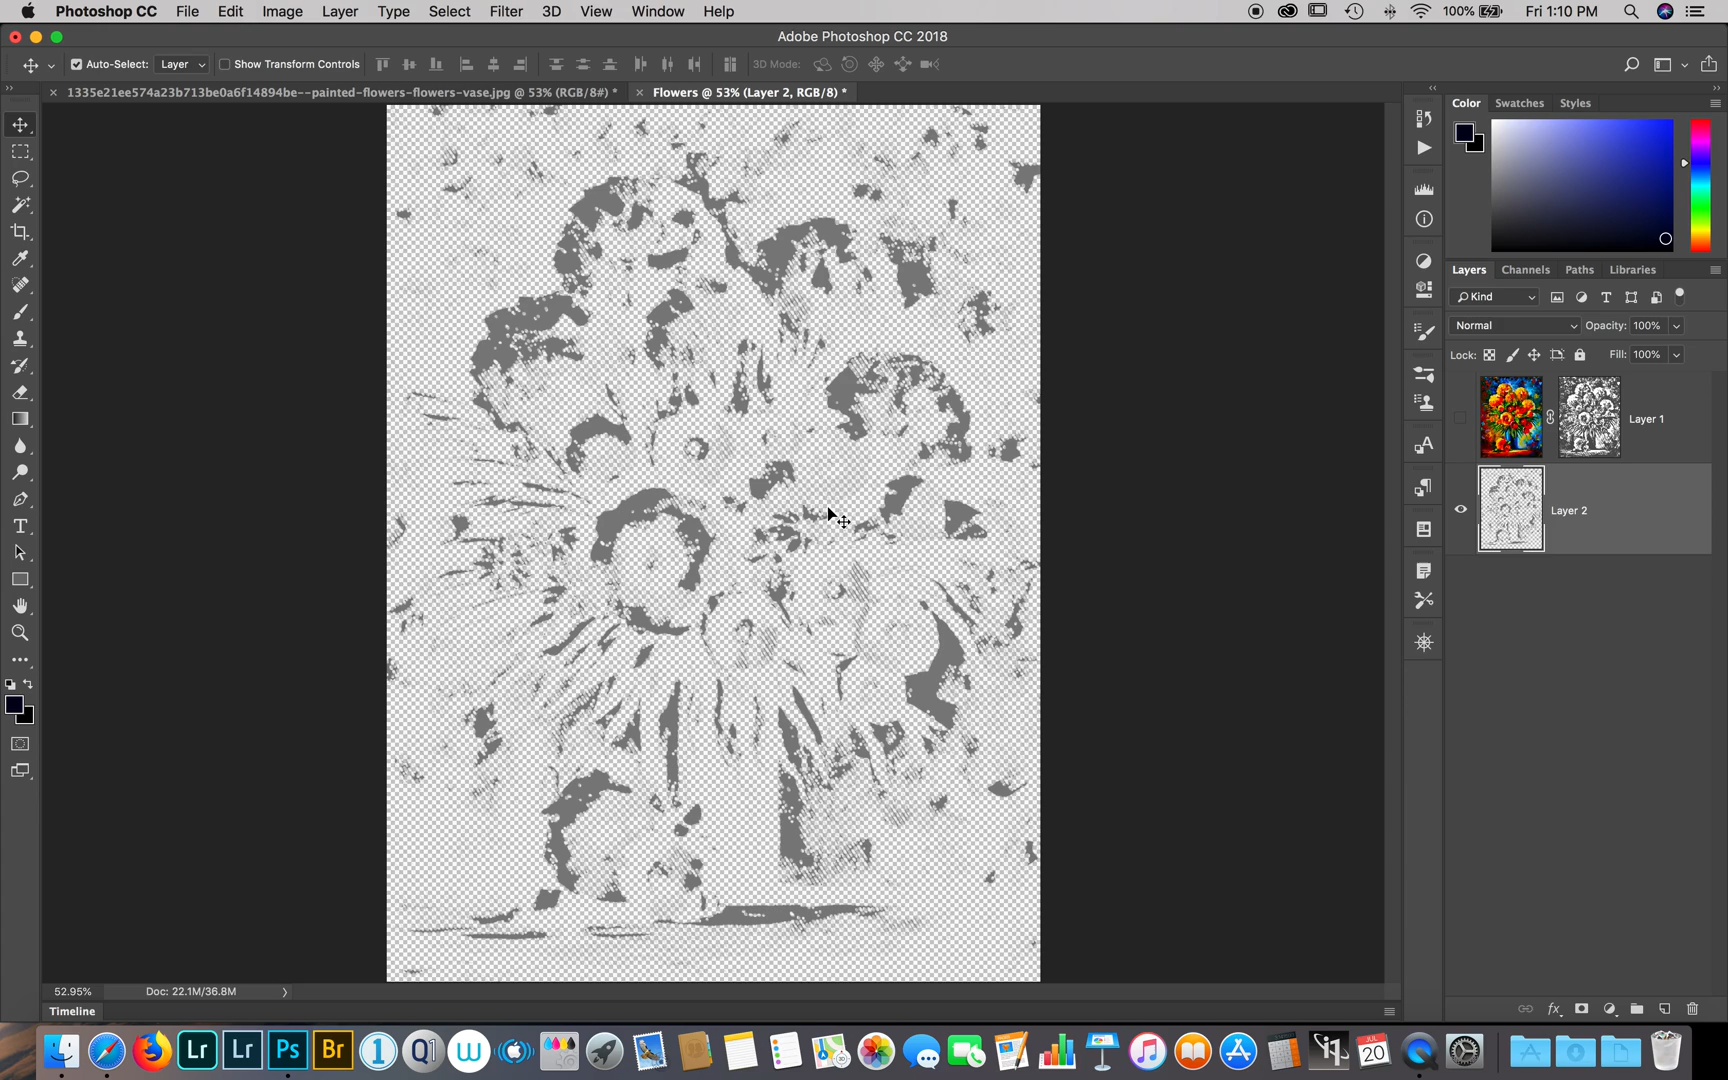 Photoshop CC File Edit Image Layer Type Select Filter 3D View Window Help 100% Fri 1:10 PM
Adobe Photoshop CC 2018
Auto-Select: Layer Show Transform Controls 3D Mode:
1335e21ee574a23b713be0a6f14894be--painted-flowers-flowers-vase.jpg @ 53% (RGB/8#) * Flowers @ 53% (Layer 2, RGB/8) *
Color Swatches Styles
Layers Channels Paths Libraries
Kind
Normal Opacity: 100%
Lock: Fill: 100%
Layer 1
Layer 2
52.95% Doc: 22.1M/36.8M
Timeline
Lr Lr Ps Br 1 Q1 W
JUL
20